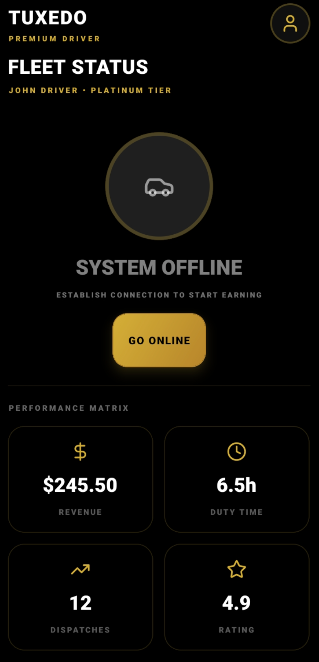 TUXEDO
PREMIUM DRIVER
FLEET STATUS
JOHN DRIVER • PLATINUM TIER
SYSTEM OFFLINE
ESTABLISH CONNECTION TO START EARNING
GO ONLINE
PERFORMANCE MATRIX
$245.50
REVENUE
6.5h
DUTY TIME
12
DISPATCHES
4.9
RATING